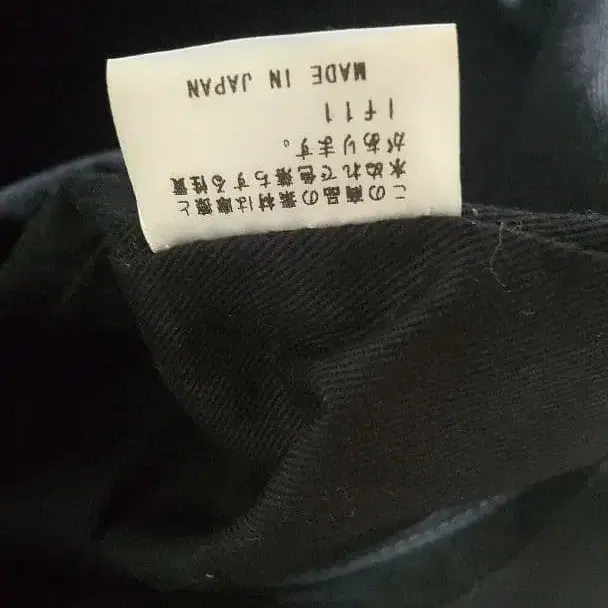 この商品の素材は摩擦と
水ぬれで色落ちする性質
があります。
lf11
MADE IN JAPAN